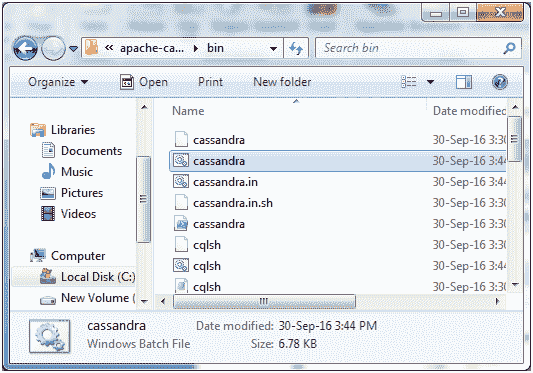 « apache-ca... ▸ bin
Search bin
Organize Open Print New folder
Name Date modified
Libraries
Documents
Music
Pictures
Videos
Computer
Local Disk (C:)
New Volume (
cassandra 30-Sep-16 3:30
cassandra 30-Sep-16 3:44
cassandra.in 30-Sep-16 3:44
cassandra.in.sh 30-Sep-16 3:30
cassandra 30-Sep-16 3:30
cqlsh 30-Sep-16 3:30
cqlsh 30-Sep-16 3:44
cqlsh 30-Sep-16 3:30
cassandra Date modified: 30-Sep-16 3:44 PM
Windows Batch File Size: 6.78 KB